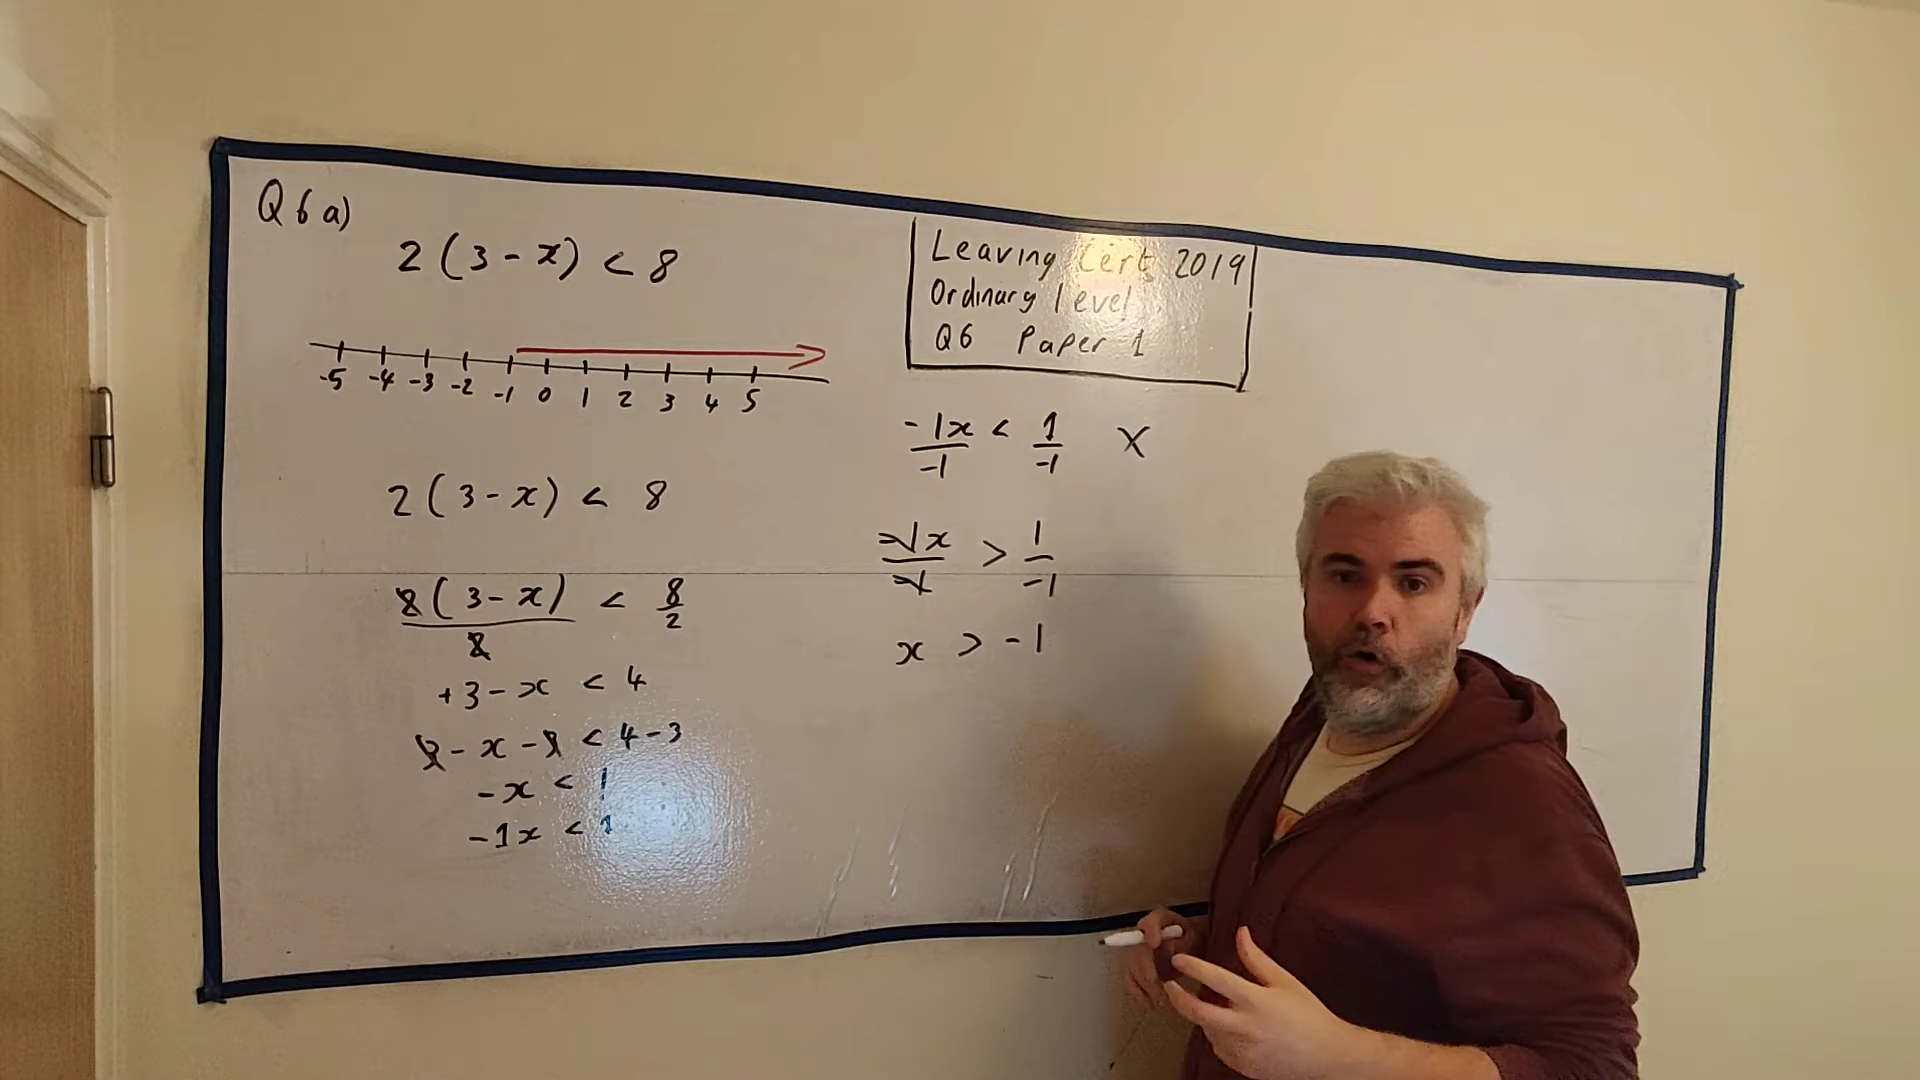 Q6a)
2(3-x) < 8
-5 -4 -3 -2 -1 0 1 2 3 4 5
2(3-x) < 8
2(3-x)/2 < 8/2
+3-x < 4
3-x-3 < 4-3
-x < 1
-1x < 1
Leaving Cert 2019
Ordinary level
Q6 Paper 1
-1x/-1 < 1/-1 X
-1x/-1 > 1/-1
x > -1